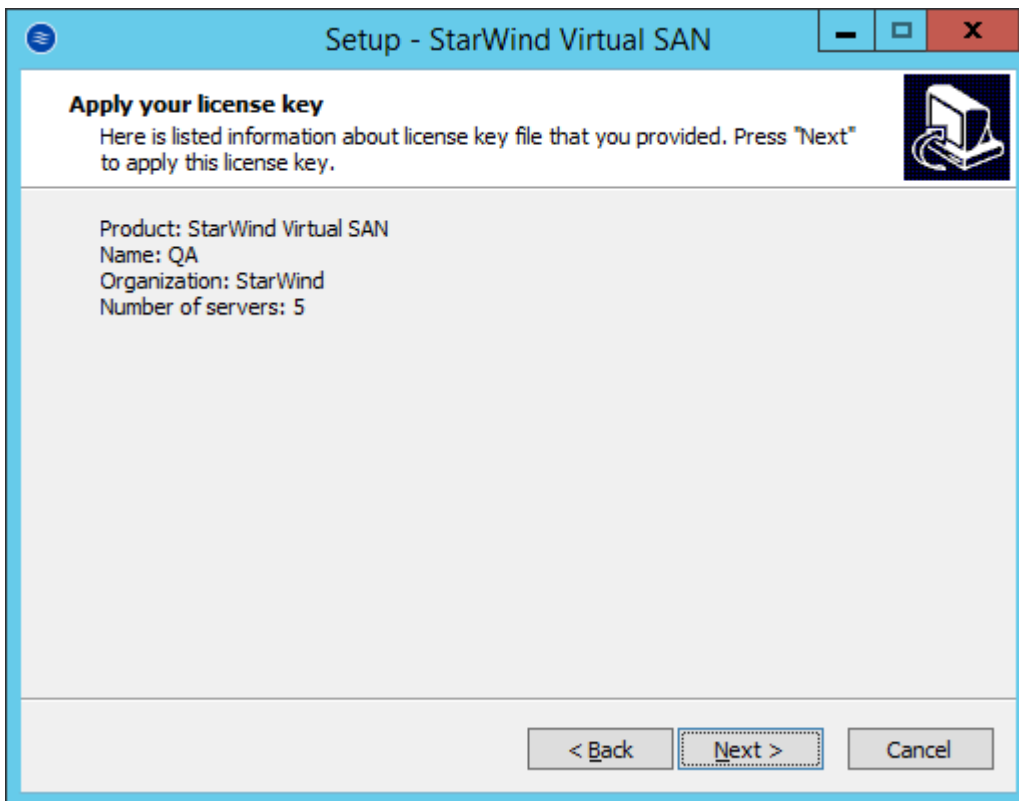 Setup - StarWind Virtual SAN
Apply your license key
Here is listed information about license key file that you provided. Press "Next"
to apply this license key.
Product: StarWind Virtual SAN
Name: QA
Organization: StarWind
Number of servers: 5
< Back
Next >
Cancel